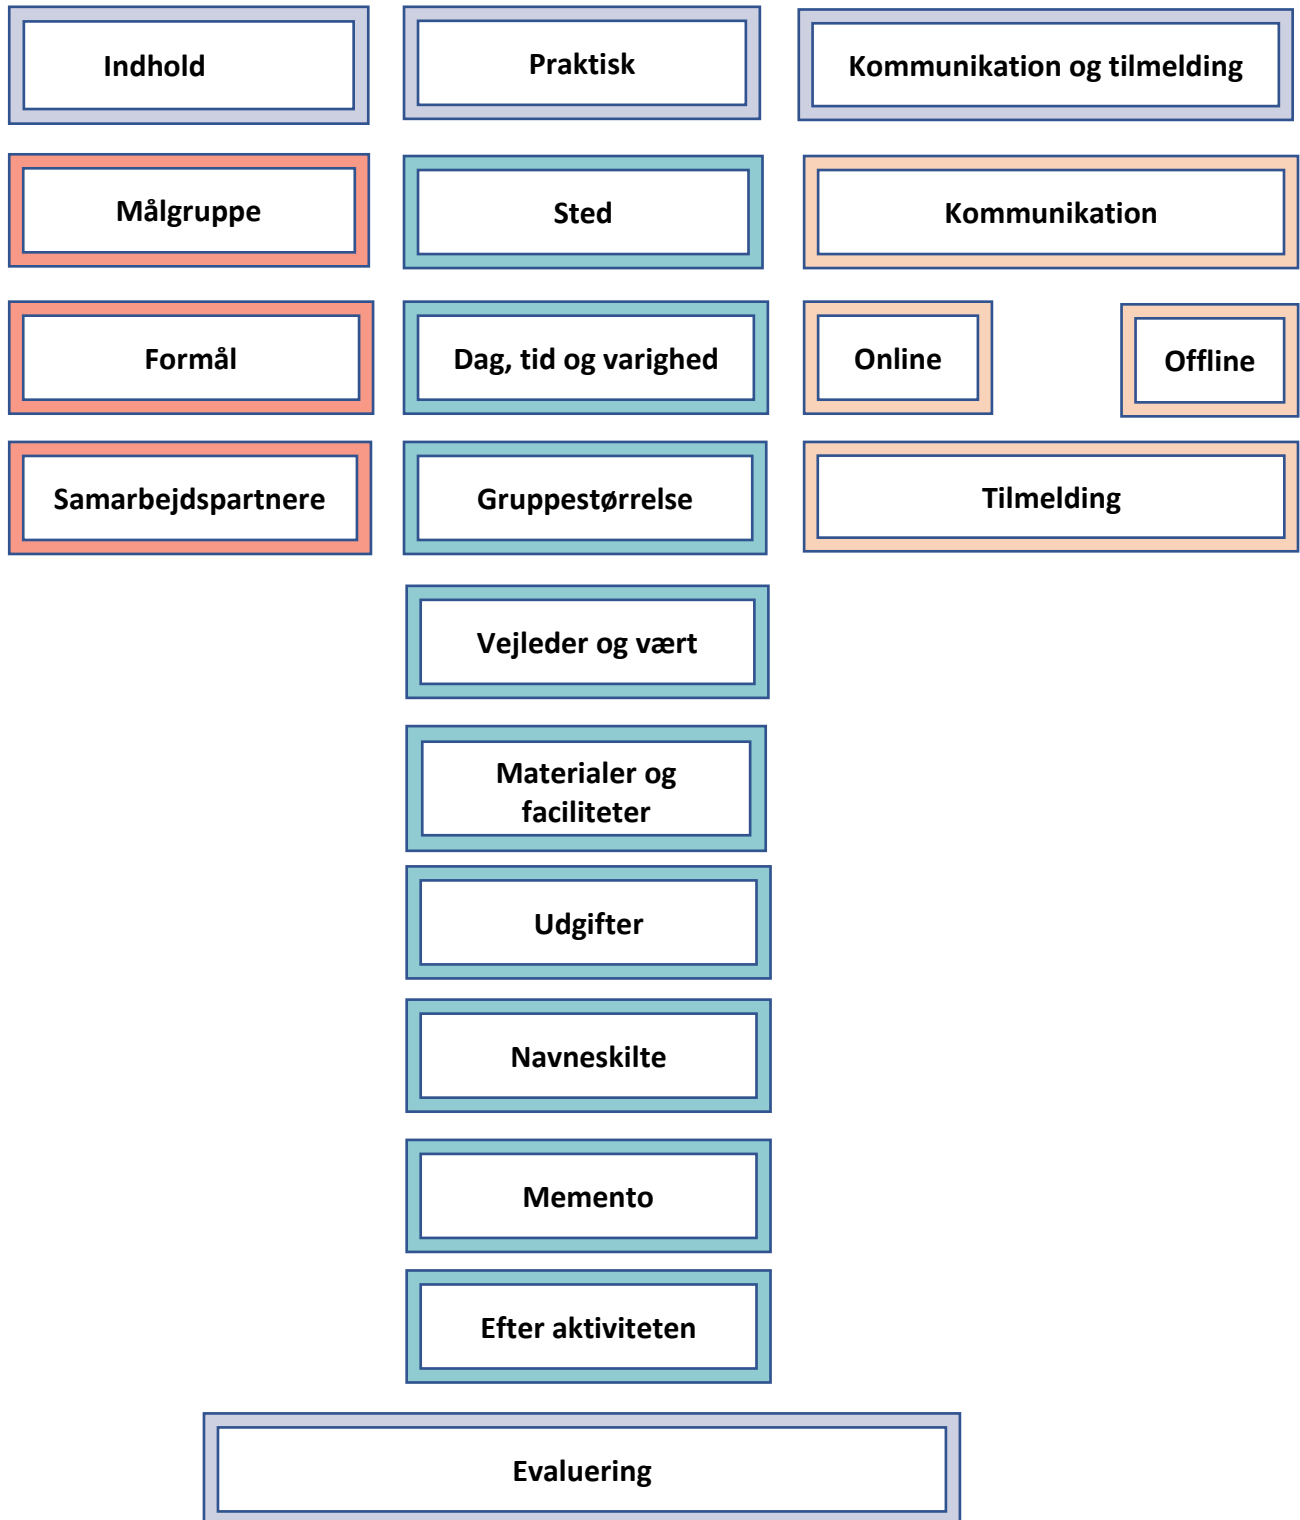 Indhold
Praktisk
Kommunikation og tilmelding
Målgruppe
Sted
Kommunikation
Formål
Dag, tid og varighed
Online
Offline
Samarbejdspartnere
Gruppestørrelse
Tilmelding
Vejleder og vært
Materialer og
faciliteter
Udgifter
Navneskilte
Memento
Efter aktiviteten
Evaluering